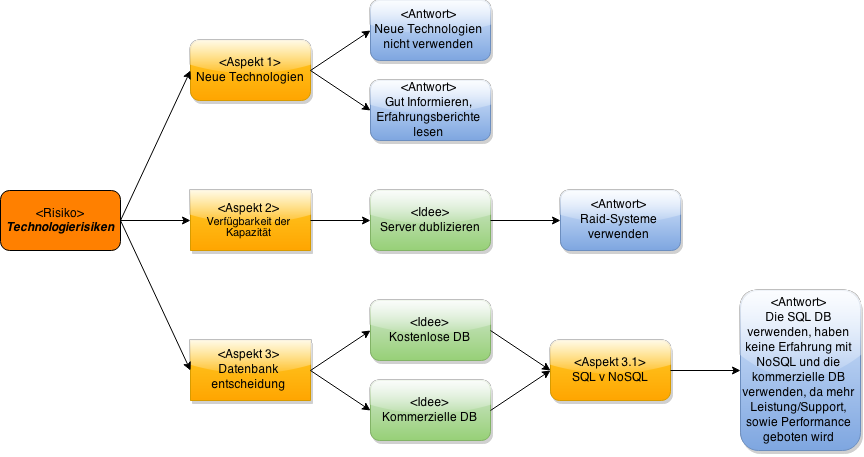 <Antwort>
Neue Technologien
nicht verwenden
<Aspekt 1>
Neue Technologien
<Antwort>
Gut Informieren,
Erfahrungsberichte
lesen
<Risiko>
Technologierisiken
<Aspekt 2>
Verfügbarkeit der
Kapazität
<Idee>
Server dublizieren
<Antwort>
Raid-Systeme
verwenden
<Aspekt 3>
Datenbank
entscheidung
<Idee>
Kostenlose DB
<Idee>
Kommerzielle DB
<Aspekt 3.1>
SQL v NoSQL
<Antwort>
Die SQL DB
verwenden, haben
keine Erfahrung mit
NoSQL und die
kommerzielle DB
verwenden, da mehr
Leistung/Support,
sowie Performance
geboten wird